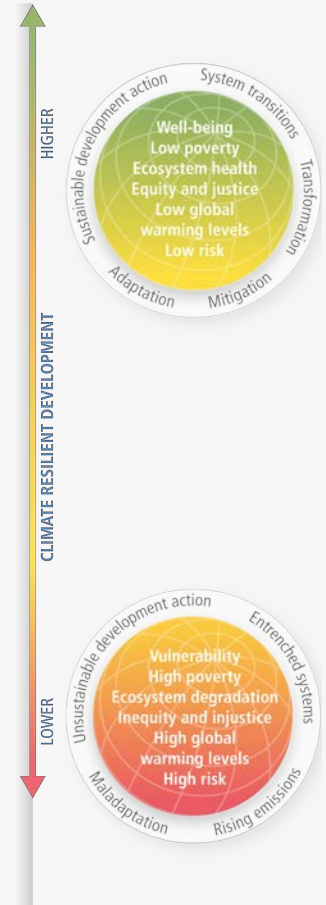 HIGHER
CLIMATE RESILIENT DEVELOPMENT
LOWER
Sustainable development action
System transitions
Transformation
Mitigation
Adaptation
Well-being
Low poverty
Ecosystem health
Equity and justice
Low global
warming levels
Low risk
Unsustainable development action
Entrenched systems
Rising emissions
Maladaptation
Vulnerability
High poverty
Ecosystem degradation
Inequity and injustice
High global
warming levels
High risk